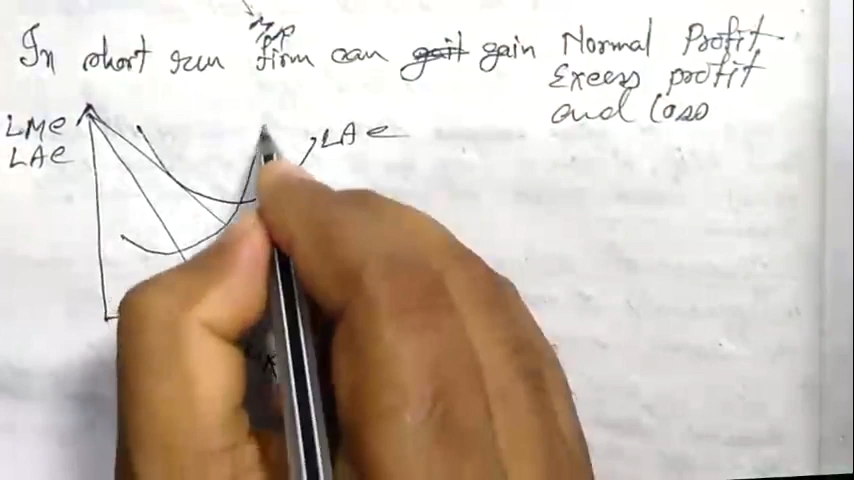 In short run firm can gain Normal Profit
Excess profit
and loss
LMC
LAC
LAC